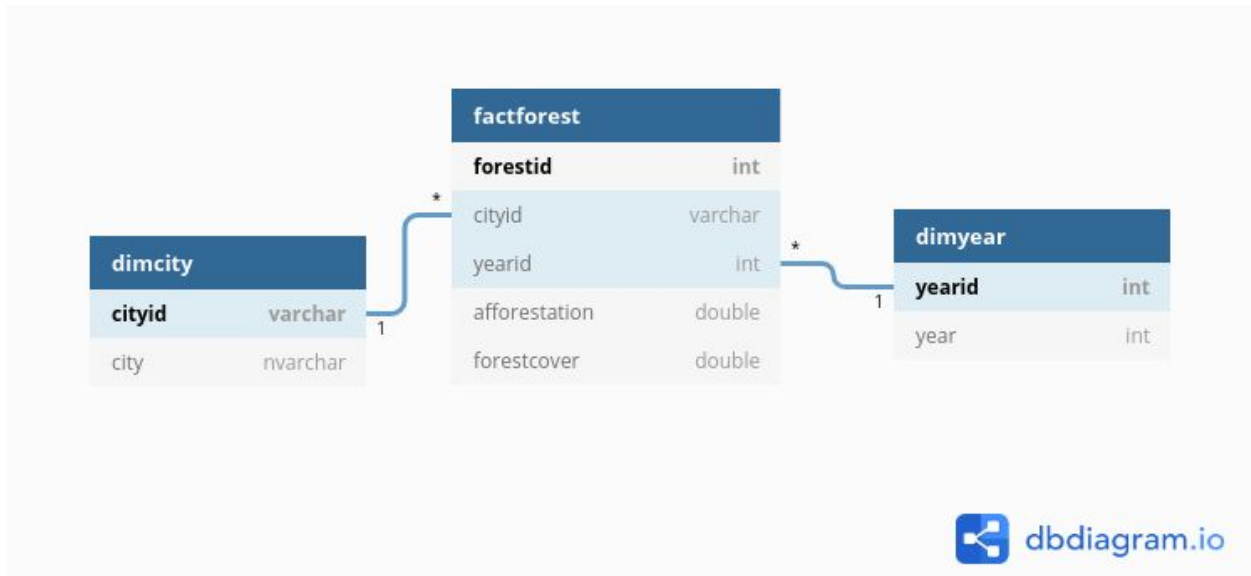 dimcity
cityid varchar
city nvarchar
1
*
factforest
forestid int
cityid varchar
yearid int
afforestation double
forestcover double
*
1
dimyear
yearid int
year int
dbdiagram.io